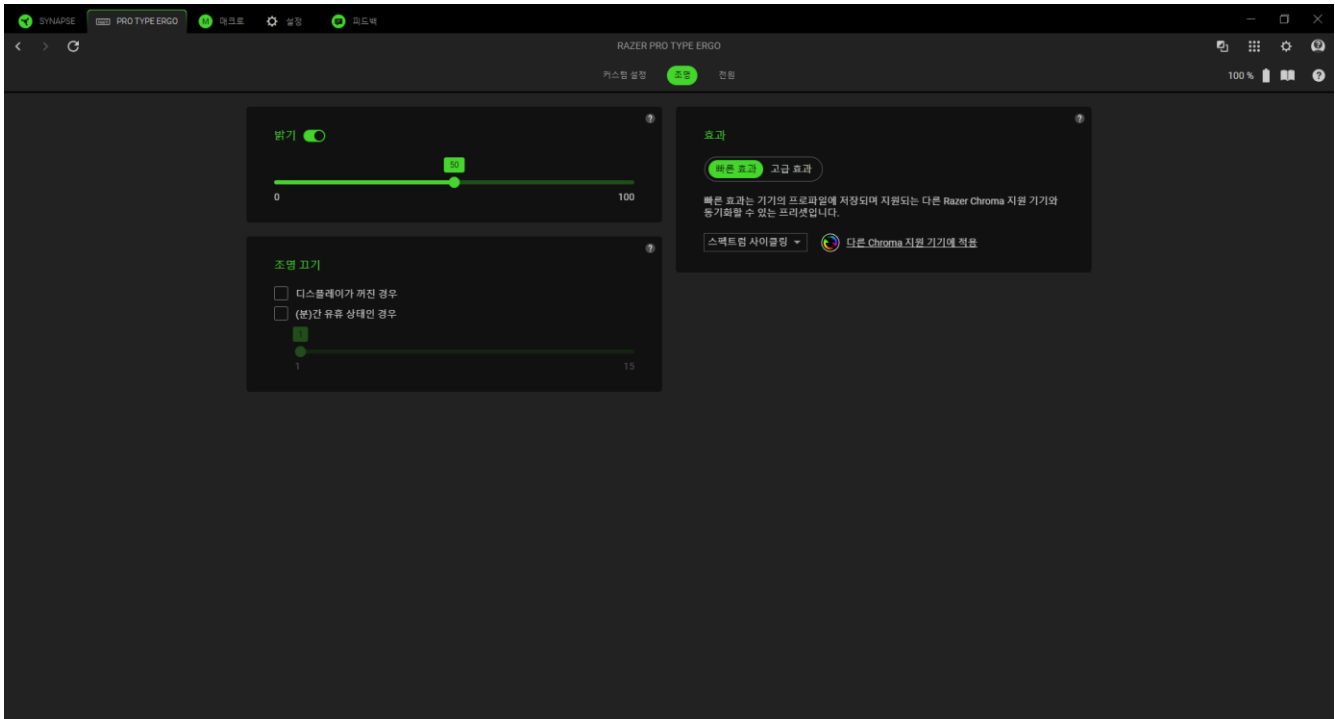 SYNAPSE PRO TYPE ERGO M 매크로 설정 피드백
RAZER PRO TYPE ERGO
커스텀 설정 조명 전원 100 %
밝기
50
0 100
조명 끄기
디스플레이가 꺼진 경우
(분)간 유휴 상태인 경우
1
1 15
효과
빠른 효과 고급 효과
빠른 효과는 기기의 프로파일에 저장되며 지원되는 다른 Razer Chroma 지원 기기와
동기화할 수 있는 프리셋입니다.
스펙트럼 사이클링 다른 Chroma 지원 기기에 적용